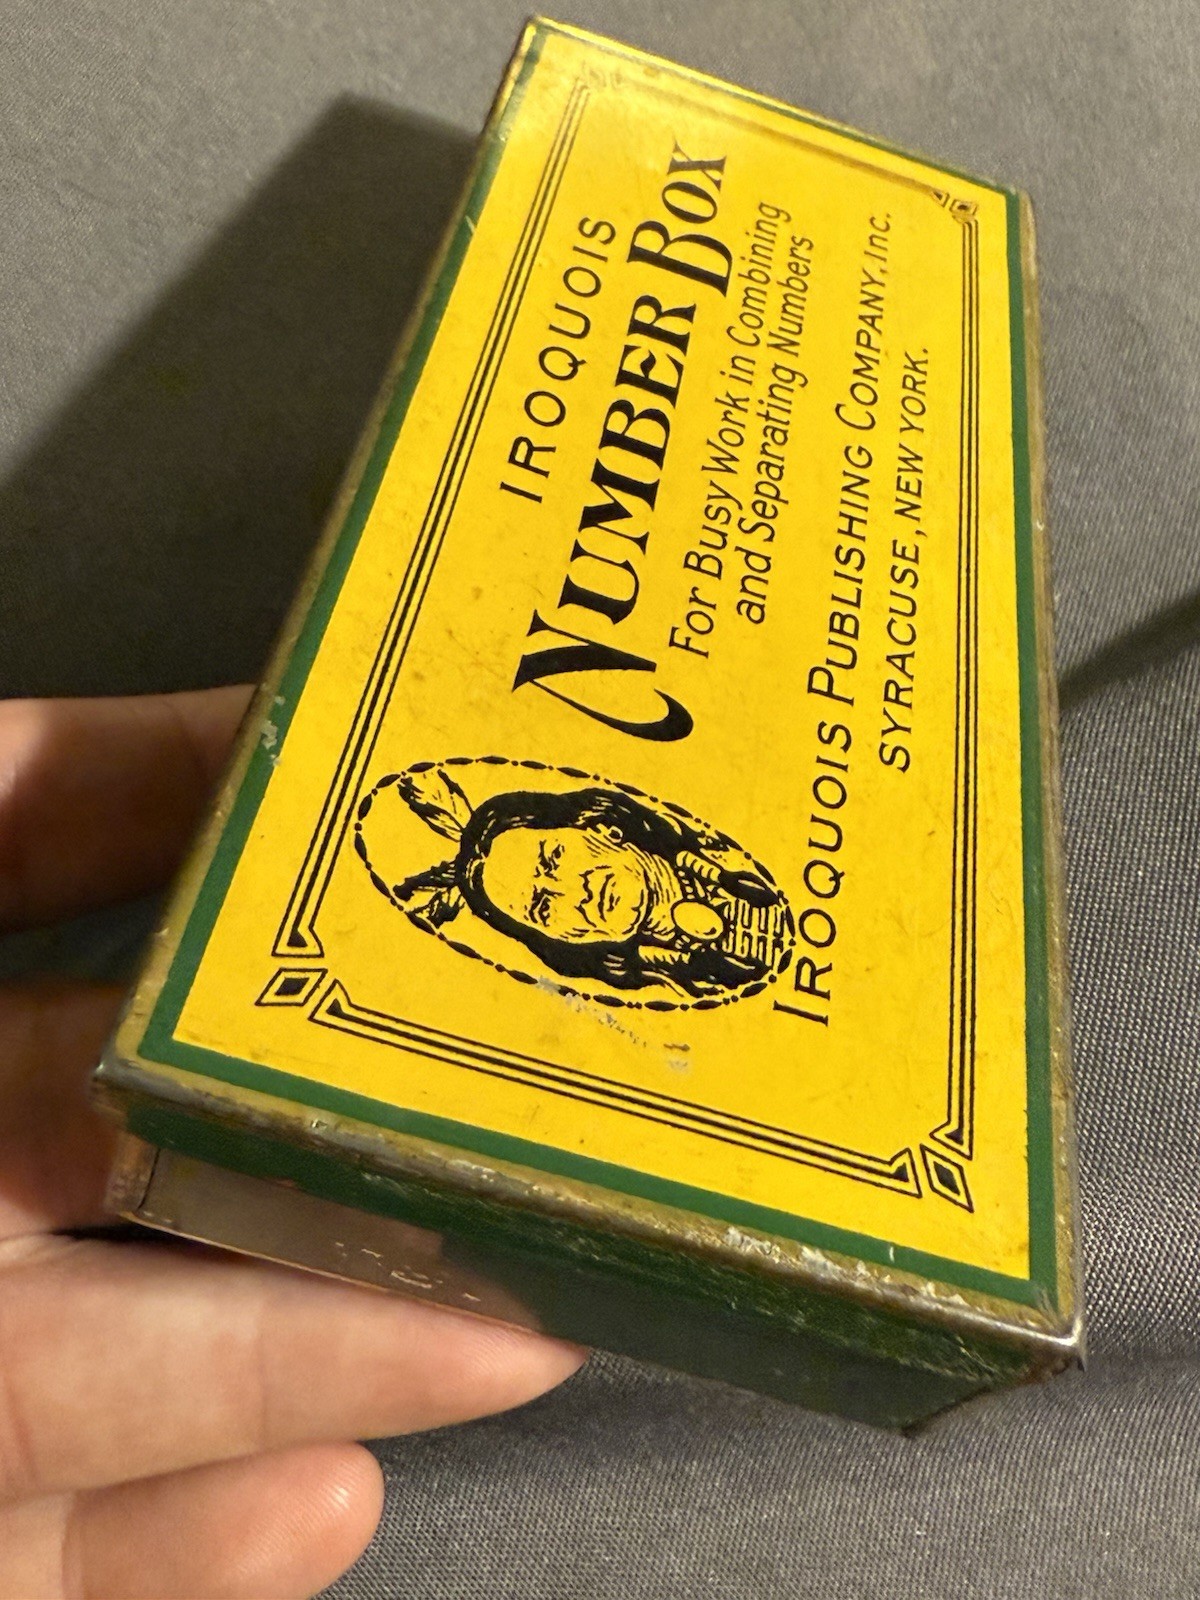 IROQUOIS
NUMBER BOX
For Busy Work in Combining
and Separating Numbers
IROQUOIS PUBLISHING COMPANY, Inc.
SYRACUSE, NEW YORK.